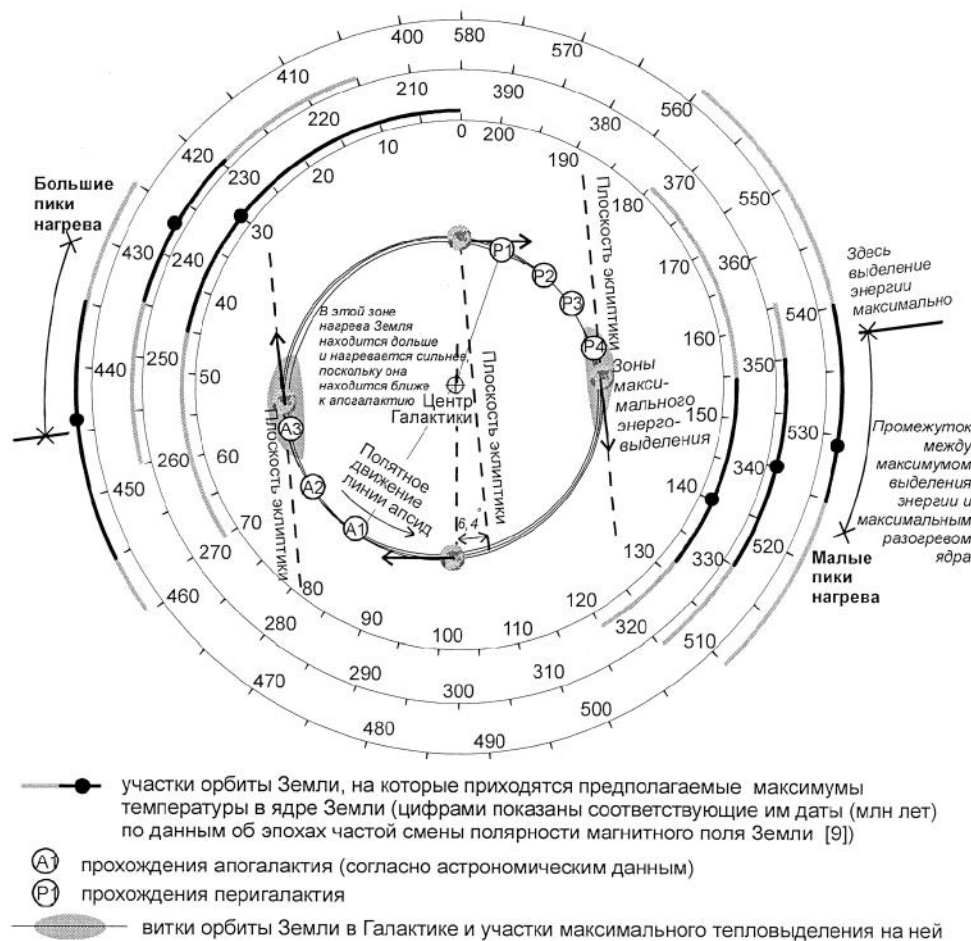 400
580
570
410
210
390
560
420
220
10
0
200
380
190
370
550
Большие
пики
нагрева
230
20
180
430
30
240
170
360
40
160
540
440
250
50
150
350
530
450
260
60
140
340
460
270
70
80
130
330
520
280
90
100
110
120
320
510
470
290
300
310
500
480
490
Плоскость эклиптики
Плоскость эклиптики
Плоскость эклиптики
P1
P2
P3
P4
В этой зоне
нагрева Земля
находится дольше
и нагревается сильнее,
поскольку она
находится ближе
к апогалактию
Центр
Галактики
Зоны
макси-
мального
энерго-
выделения
A3
A2
A1
Попятное
движение
линии апсид
6,4°
Здесь
выделение
энергии
максимально
Промежуток
между
максимумом
выделения
энергии и
максимальным
разогревом
ядра
Малые
пики
нагрева
участки орбиты Земли, на которые приходятся предполагаемые максимумы
температуры в ядре Земли (цифрами показаны соответствующие им даты (млн лет)
по данным об эпохах частой смены полярности магнитного поля Земли [9])
A1 прохождения апогалактия (согласно астрономическим данным)
P1 прохождения перигалактия
витки орбиты Земли в Галактике и участки максимального тепловыделения на ней